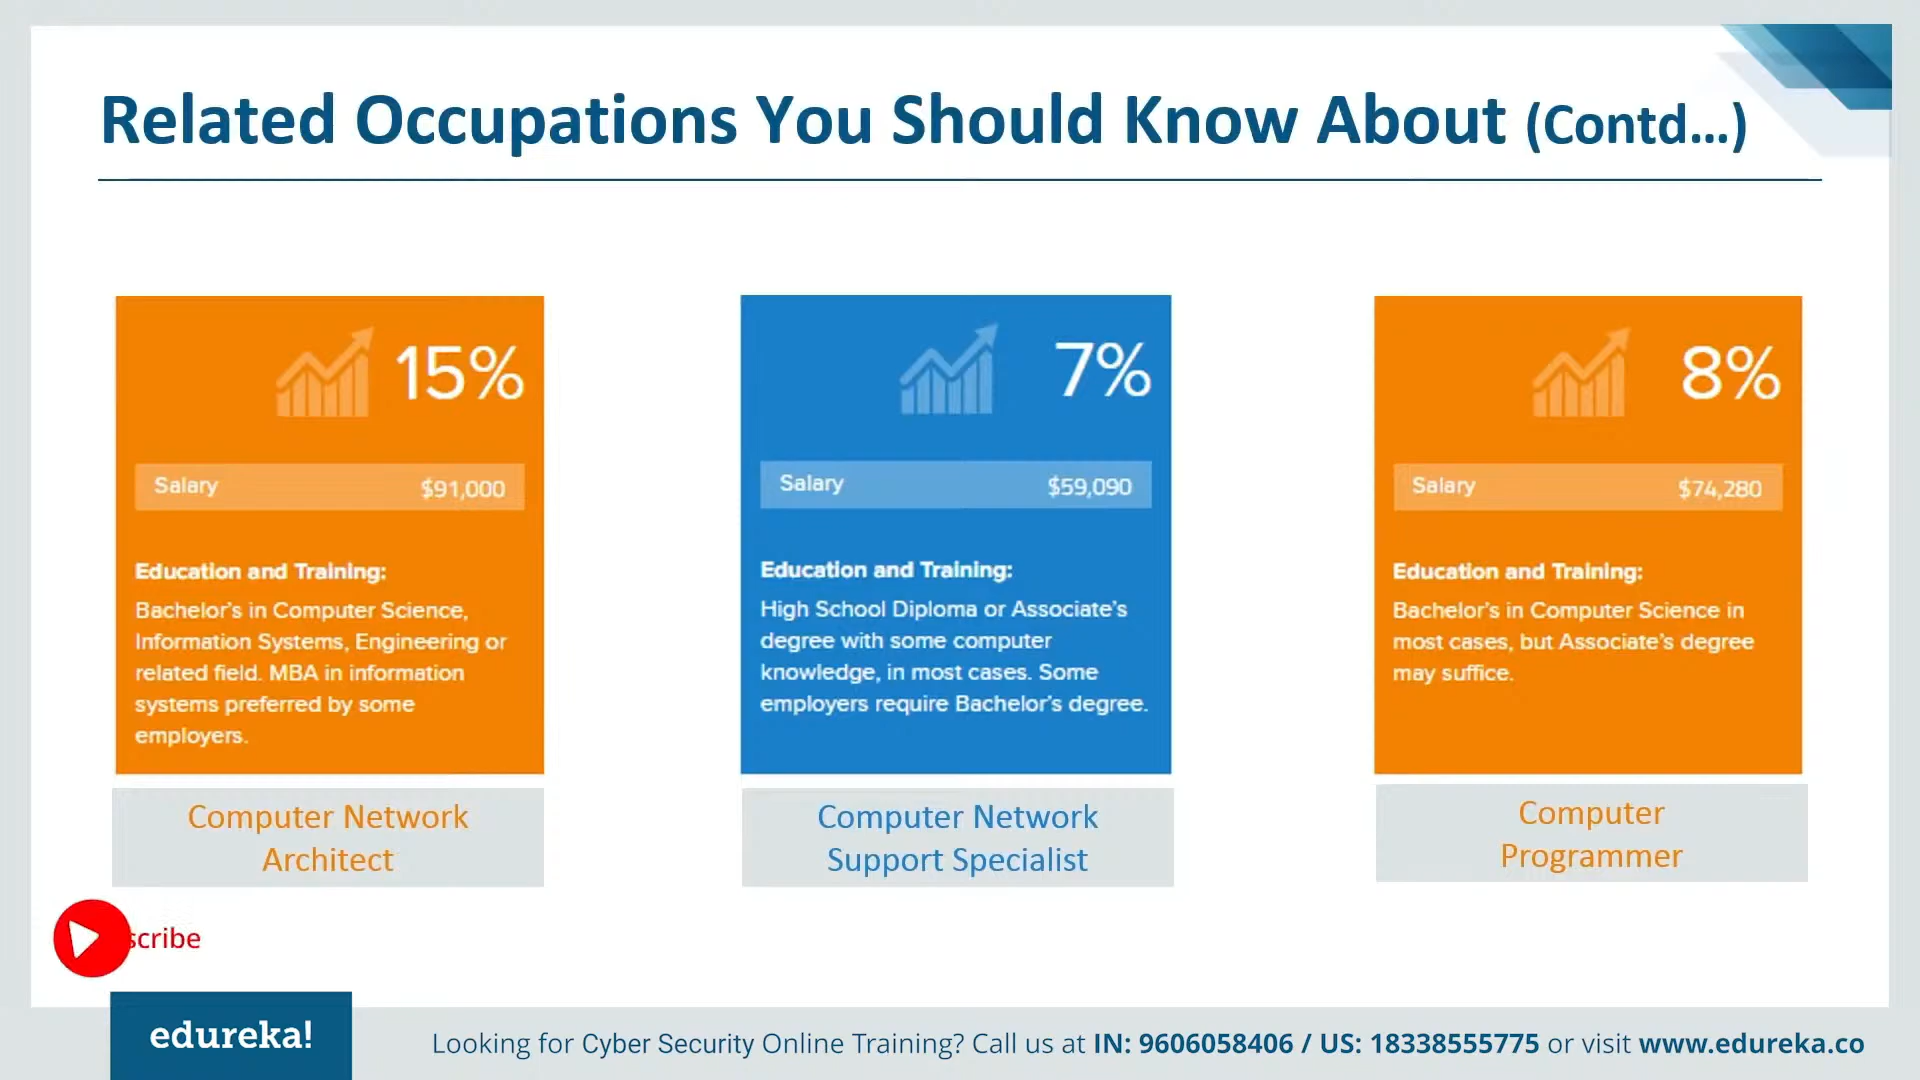 Related Occupations You Should Know About (Contd...)
15%
Salary $91,000
Education and Training:
Bachelor's in Computer Science,
Information Systems, Engineering or
related field. MBA in information
systems preferred by some
employers.
Computer Network
Architect
7%
Salary $59,090
Education and Training:
High School Diploma or Associate's
degree with some computer
knowledge, in most cases. Some
employers require Bachelor's degree.
Computer Network
Support Specialist
8%
Salary $74,280
Education and Training:
Bachelor's in Computer Science in
most cases, but Associate's degree
may suffice.
Computer
Programmer
scribe
edureka!
Looking for Cyber Security Online Training? Call us at IN: 9606058406 / US: 18338555775 or visit www.edureka.co